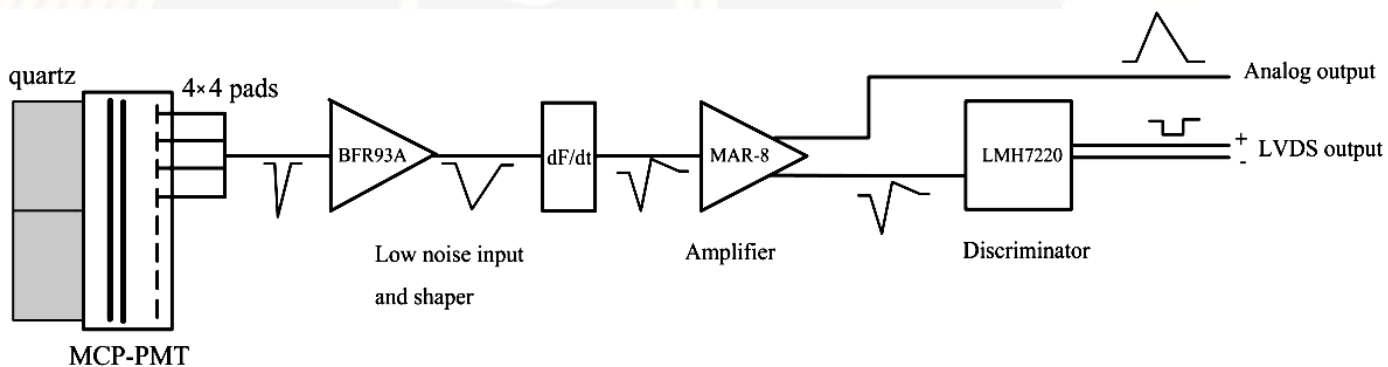 quartz
4×4 pads
MCP-PMT
BFR93A
Low noise input
and shaper
dF/dt
MAR-8
Amplifier
LMH7220
Discriminator
Analog output
+
-
LVDS output